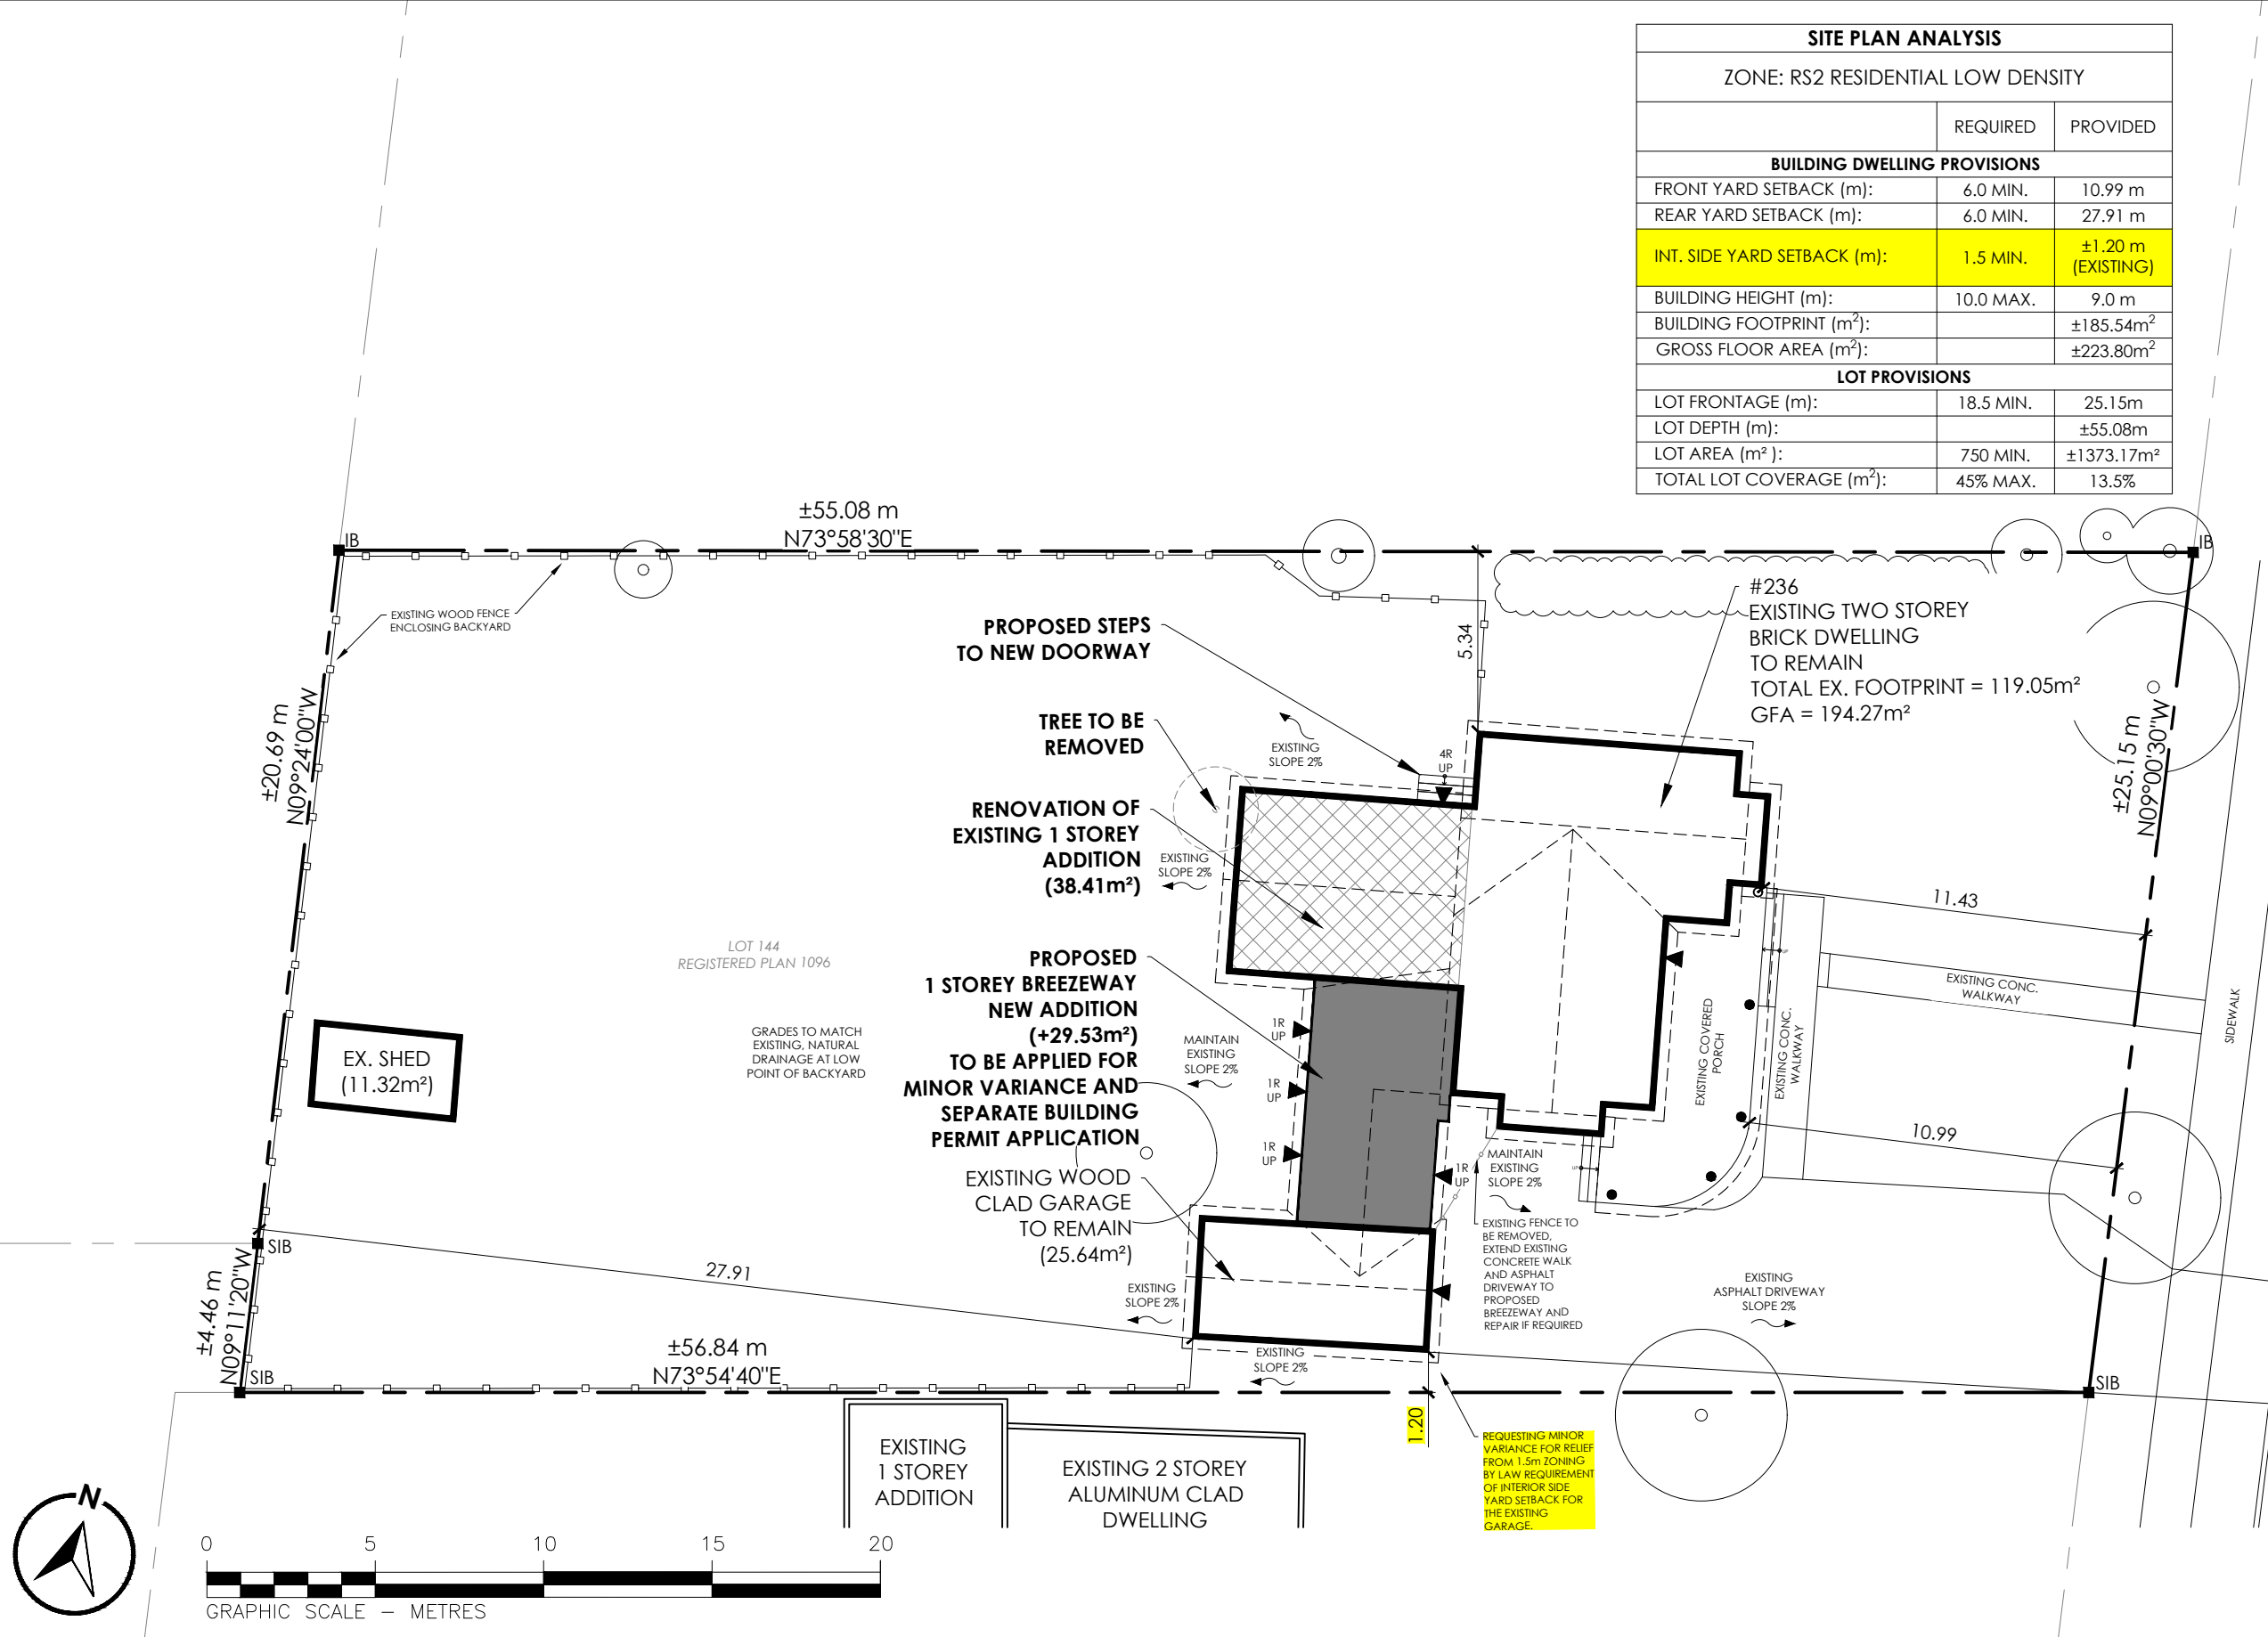 SITE PLAN ANALYSIS
ZONE: RS2 RESIDENTIAL LOW DENSITY
REQUIRED PROVIDED
BUILDING DWELLING PROVISIONS
FRONT YARD SETBACK (m): 6.0 MIN. 10.99 m
REAR YARD SETBACK (m): 6.0 MIN. 27.91 m
INT. SIDE YARD SETBACK (m): 1.5 MIN. ±1.20 m
(EXISTING)
BUILDING HEIGHT (m): 10.0 MAX. 9.0 m
BUILDING FOOTPRINT (m²): ±185.54m²
GROSS FLOOR AREA (m²): ±223.80m²
LOT PROVISIONS
LOT FRONTAGE (m): 18.5 MIN. 25.15m
LOT DEPTH (m): ±55.08m
LOT AREA (m² ): 750 MIN. ±1373.17m²
TOTAL LOT COVERAGE (m²): 45% MAX. 13.5%
±55.08 m
N73°58'30"E
IB
IB
EXISTING WOOD FENCE
ENCLOSING BACKYARD
±20.69 m
N09°24'00"W
PROPOSED STEPS
TO NEW DOORWAY
5.34
#236
EXISTING TWO STOREY
BRICK DWELLING
TO REMAIN
TOTAL EX. FOOTPRINT = 119.05m²
GFA = 194.27m²
±25.15 m
N09°00'30"W
TREE TO BE
REMOVED
EXISTING
SLOPE 2%
4R
UP
RENOVATION OF
EXISTING 1 STOREY
ADDITION
(38.41m²)
EXISTING
SLOPE 2%
11.43
LOT 144
REGISTERED PLAN 1096
PROPOSED
1 STOREY BREEZEWAY
NEW ADDITION
(+29.53m²)
TO BE APPLIED FOR
MINOR VARIANCE AND
SEPARATE BUILDING
PERMIT APPLICATION
EXISTING CONC.
WALKWAY
SIDEWALK
EXISTING COVERED
PORCH
EXISTING CONC.
WALKWAY
GRADES TO MATCH
EXISTING, NATURAL
DRAINAGE AT LOW
POINT OF BACKYARD
MAINTAIN
EXISTING
SLOPE 2%
1R
UP
1R
UP
1R
UP
1R
UP
EX. SHED
(11.32m²)
10.99
MAINTAIN
EXISTING
SLOPE 2%
EXISTING WOOD
CLAD GARAGE
TO REMAIN
(25.64m²)
EXISTING FENCE TO
BE REMOVED,
EXTEND EXISTING
CONCRETE WALK
AND ASPHALT
DRIVEWAY TO
PROPOSED
BREEZEWAY AND
REPAIR IF REQUIRED
SIB
±4.46 m
N09°11'20"W
27.91
EXISTING
SLOPE 2%
EXISTING
ASPHALT DRIVEWAY
SLOPE 2%
±56.84 m
N73°54'40"E
EXISTING
SLOPE 2%
SIB
SIB
1.20
REQUESTING MINOR
VARIANCE FOR RELIEF
FROM 1.5m ZONING
BY LAW REQUIREMENT
OF INTERIOR SIDE
YARD SETBACK FOR
THE EXISTING
GARAGE.
EXISTING
1 STOREY
ADDITION
EXISTING 2 STOREY
ALUMINUM CLAD
DWELLING
N
0 5 10 15 20
GRAPHIC SCALE – METRES